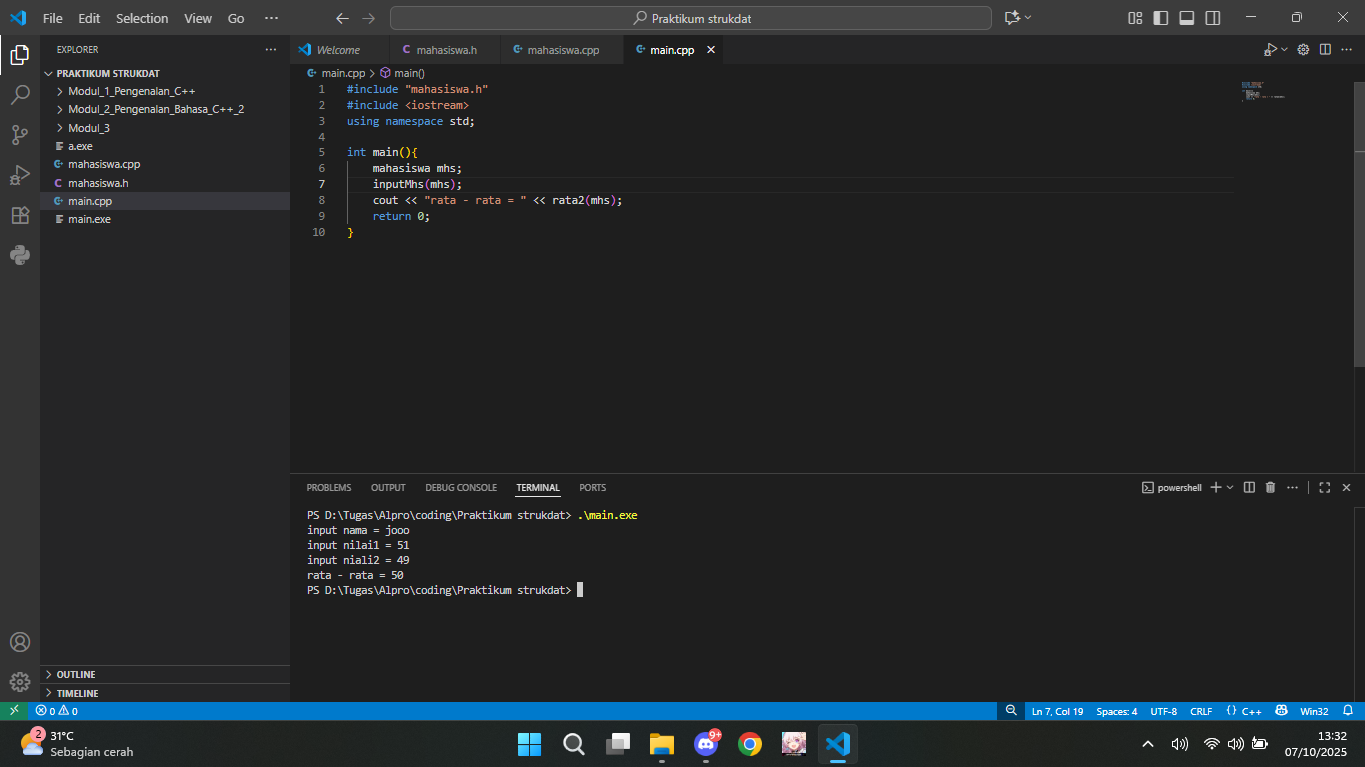 File Edit Selection View Go ··· Praktikum strukdat
EXPLORER ···
PRAKTIKUM STRUKDAT
Modul_1_Pengenalan_C++
Modul_2_Pengenalan_Bahasa_C++_2
Modul_3
a.exe
mahasiswa.cpp
C mahasiswa.h
main.cpp
main.exe
OUTLINE
TIMELINE
Welcome C mahasiswa.h mahasiswa.cpp main.cpp
main.cpp > main()
1 #include "mahasiswa.h"
2 #include <iostream>
3 using namespace std;
4
5 int main(){
6 mahasiswa mhs;
7 inputMhs(mhs);
8 cout << "rata - rata = " << rata2(mhs);
9 return 0;
10 }
PROBLEMS OUTPUT DEBUG CONSOLE TERMINAL PORTS powershell
PS D:\Tugas\Alpro\coding\Praktikum strukdat> .\main.exe
input nama = jooo
input nilai1 = 51
input niali2 = 49
rata - rata = 50
PS D:\Tugas\Alpro\coding\Praktikum strukdat>
0 0 Ln 7, Col 19 Spaces: 4 UTF-8 CRLF {} C++ Win32
2 31°C
Sebagian cerah
9+
13:32
07/10/2025